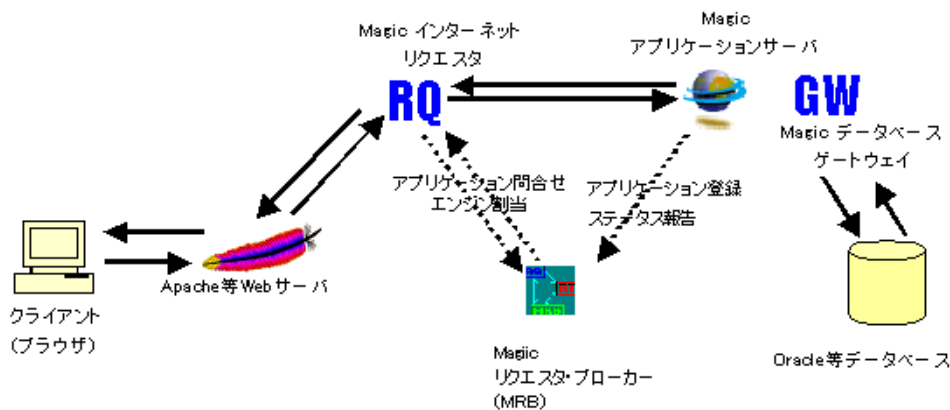 Magic インターネット
リクエスタ
RQ
Magic
アプリケーションサーバ
GW
Magic データベース
ゲートウェイ
アプリケーション問合せ
エンジン割当
アプリケーション登録
ステータス報告
Apache等Webサーバ
クライアント
(ブラウザ)
Magic
リクエスタ・ブローカー
(MRB)
Oracle等データベース